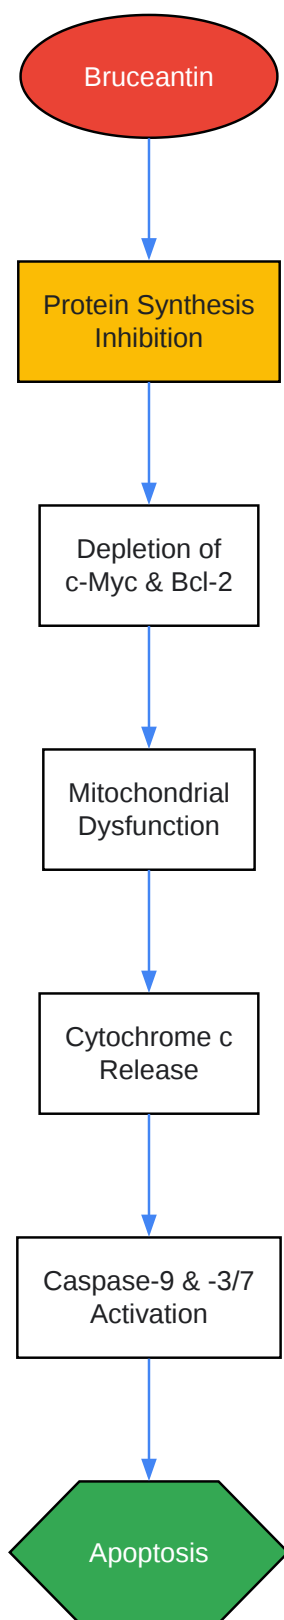 Bruceantin
Protein Synthesis
Inhibition
Depletion of
c-Myc & Bcl-2
Mitochondrial
Dysfunction
Cytochrome c
Release
Caspase-9 & -3/7
Activation
Apoptosis